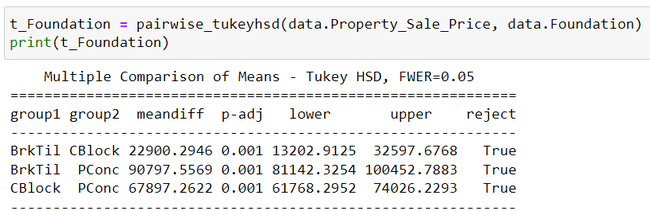 t_Foundation = pairwise_tukeyhsd(data.Property_Sale_Price, data.Foundation)
print(t_Foundation)
Multiple Comparison of Means - Tukey HSD, FWER=0.05
==========================================================
group1 group2 meandiff p-adj lower upper reject
----------------------------------------------------------
BrkTil CBlock 22900.2946 0.001 13202.9125 32597.6768 True
BrkTil PConc 90797.5569 0.001 81142.3254 100452.7883 True
CBlock PConc 67897.2622 0.001 61768.2952 74026.2293 True
----------------------------------------------------------